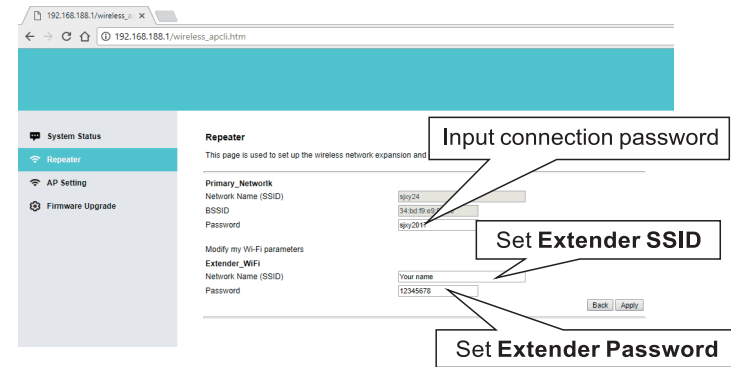 192.168.188.1/wireless_a
192.168.188.1/wireless_apcli.htm
System Status
Repeater
AP Setting
Firmware Upgrade
Repeater
This page is used to set up the wireless network expansion and
Input connection password
Primary_Networlk
Network Name (SSID)
sjxy24
BSSID
34:bd:f9:e9:
Password
sjxy2017
Set Extender SSID
Modify my Wi-Fi parameters
Extender_WiFi
Network Name (SSID)
Your name
Password
12345678
Back Apply
Set Extender Password